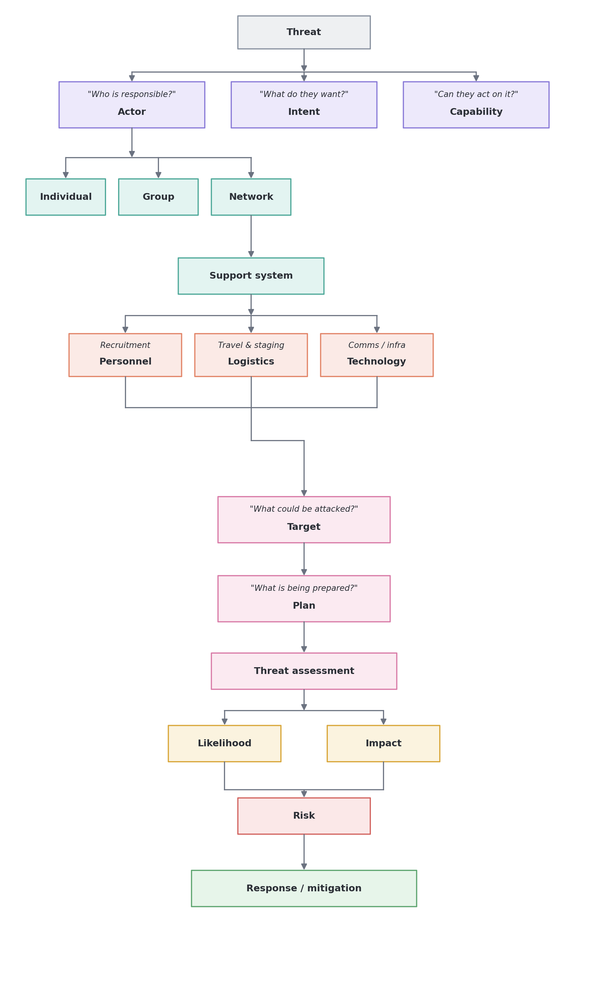 Threat
"Who is responsible?"
Actor
"What do they want?"
Intent
"Can they act on it?"
Capability
Individual
Group
Network
Support system
Recruitment
Personnel
Travel & staging
Logistics
Comms / infra
Technology
"What could be attacked?"
Target
"What is being prepared?"
Plan
Threat assessment
Likelihood
Impact
Risk
Response / mitigation